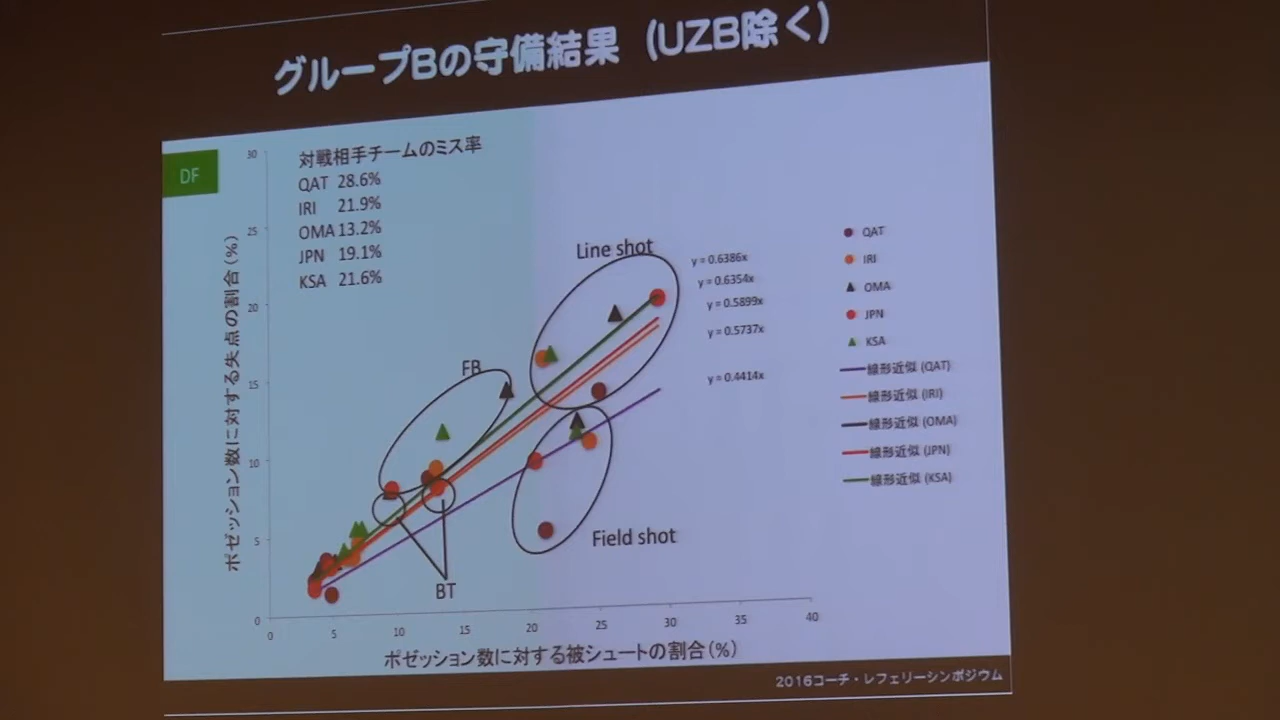 グループBの守備結果（UZB除く）
DF
対戦相手チームのミス率
QAT 28.6%
IRI 21.9%
OMA 13.2%
JPN 19.1%
KSA 21.6%
ポゼッション数に対する失点の割合（%）
30
25
20
15
10
5
0
0 5 10 15 20 25 30 35 40
ポゼッション数に対する被シュートの割合（%）
Line shot
FB
Field shot
BT
y = 0.6386x
y = 0.6354x
y = 0.5899x
y = 0.5737x
y = 0.4414x
QAT
IRI
OMA
JPN
KSA
線形近似 (QAT)
線形近似 (IRI)
線形近似 (OMA)
線形近似 (JPN)
線形近似 (KSA)
2016コーチ・レフェリーシンポジウム